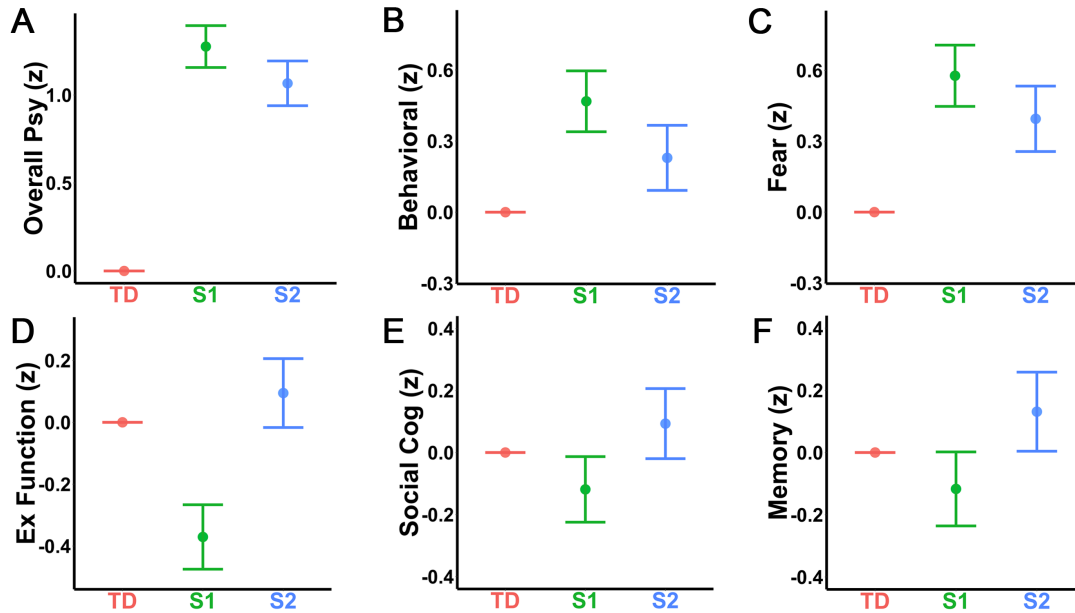 A
Overall Psy (z)
1.0
0.5
0.0
TD S1 S2
B
Behavioral (z)
0.6
0.3
0.0
-0.3
TD S1 S2
C
Fear (z)
0.6
0.3
0.0
-0.3
TD S1 S2
D
Ex Function (z)
0.2
0.0
-0.2
-0.4
TD S1 S2
E
Social Cog (z)
0.4
0.2
0.0
-0.2
-0.4
TD S1 S2
F
Memory (z)
0.4
0.2
0.0
-0.2
-0.4
TD S1 S2